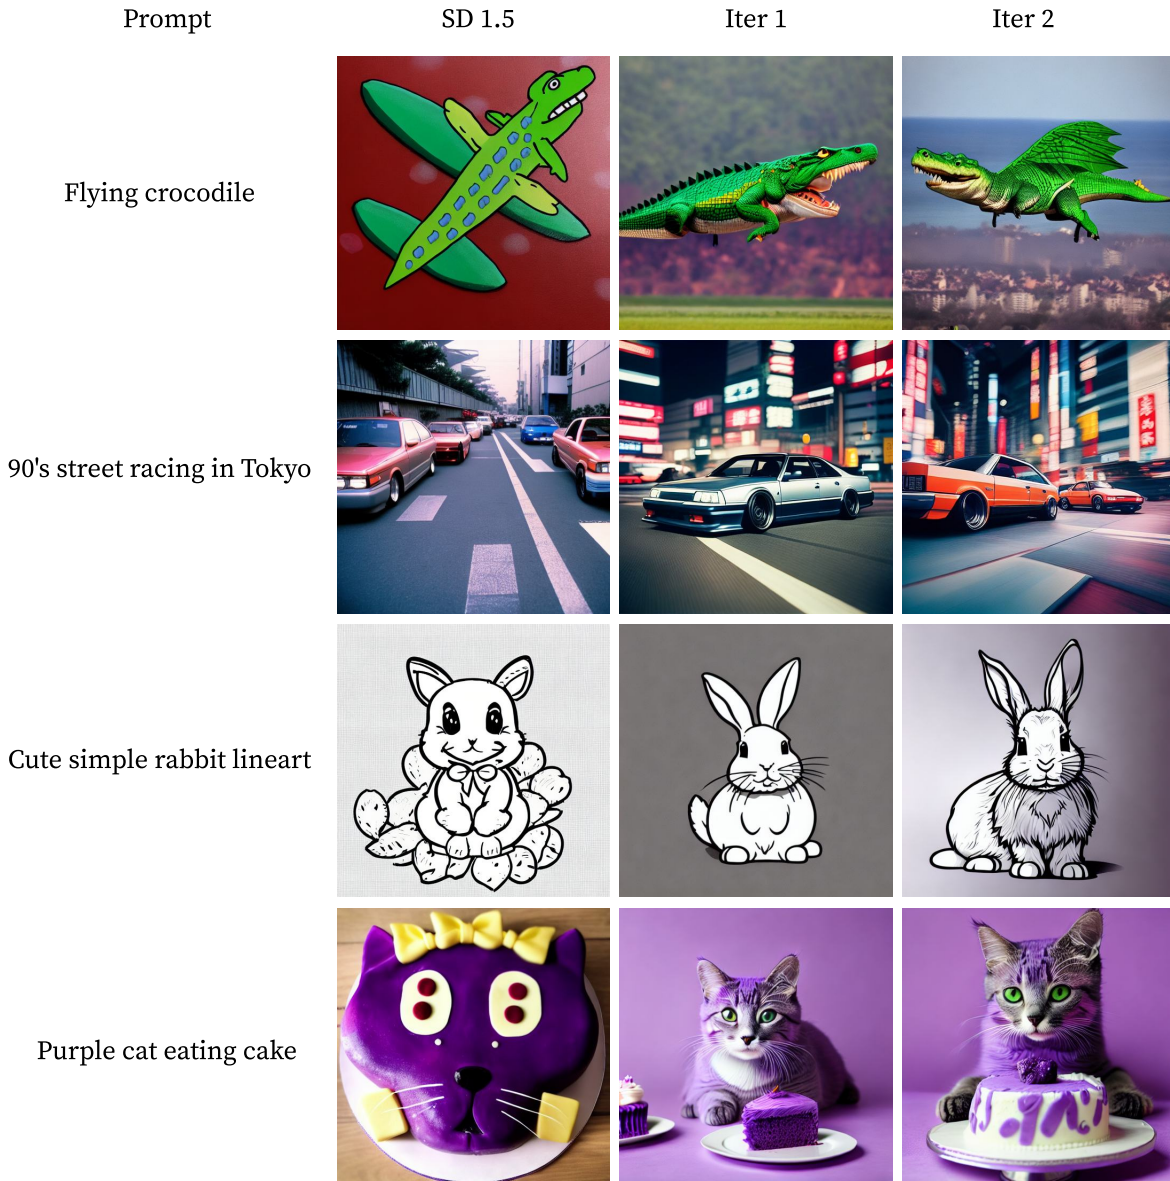 Prompt SD 1.5 Iter 1 Iter 2
Flying crocodile
90's street racing in Tokyo
Cute simple rabbit lineart
Purple cat eating cake